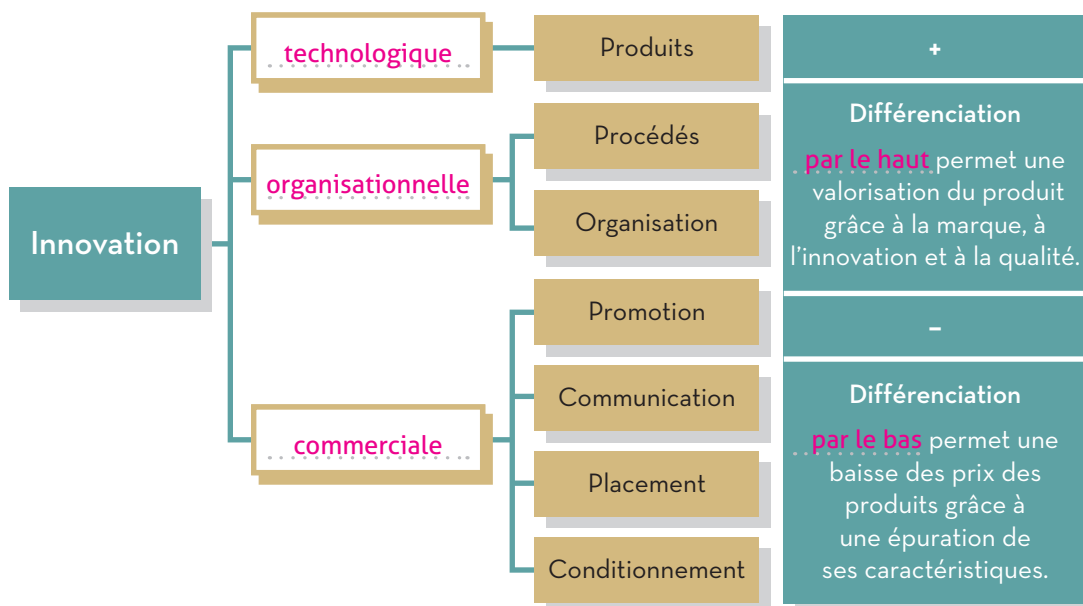 Innovation
technologique
organisationnelle
commerciale
Produits
Procédés
Organisation
Promotion
Communication
Placement
Conditionnement
+
Différenciation
par le haut permet une
valorisation du produit
grâce à la marque, à
l'innovation et à la qualité.
–
Différenciation
par le bas permet une
baisse des prix des
produits grâce à
une épuration de
ses caractéristiques.